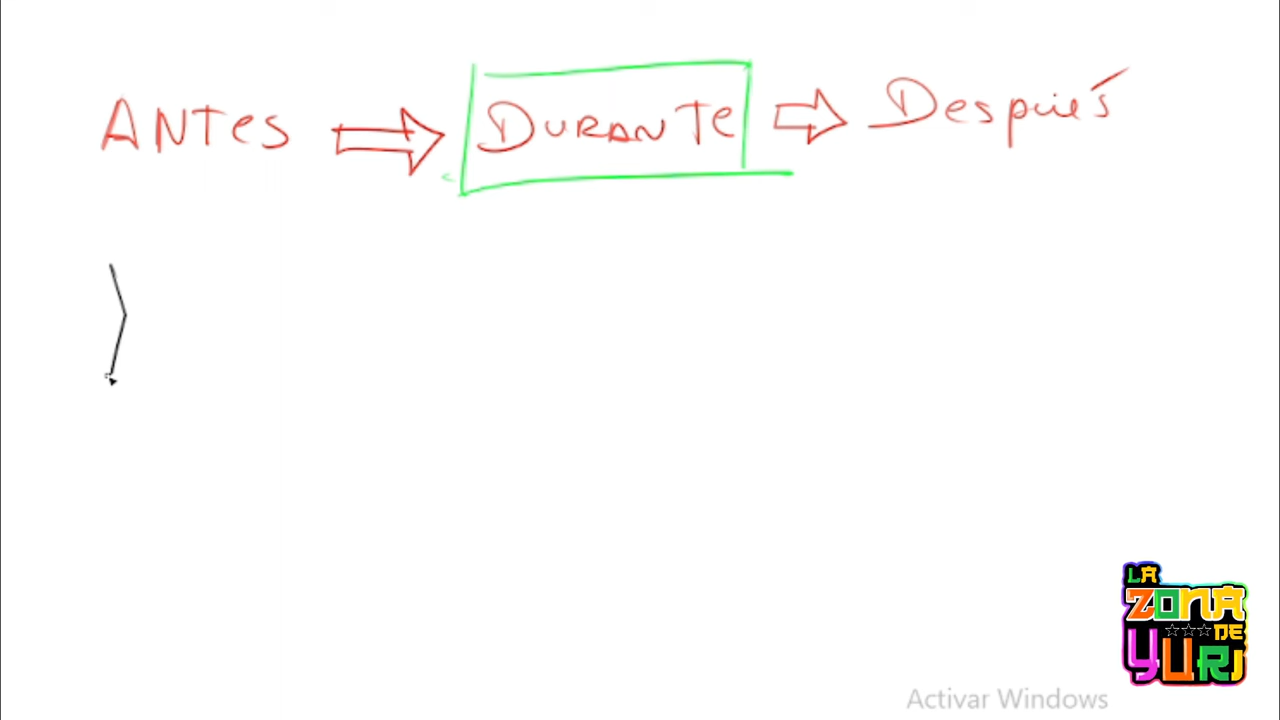 ANTES DURANTE Después
LA
ZONA
DE
YURI
Activar Windows